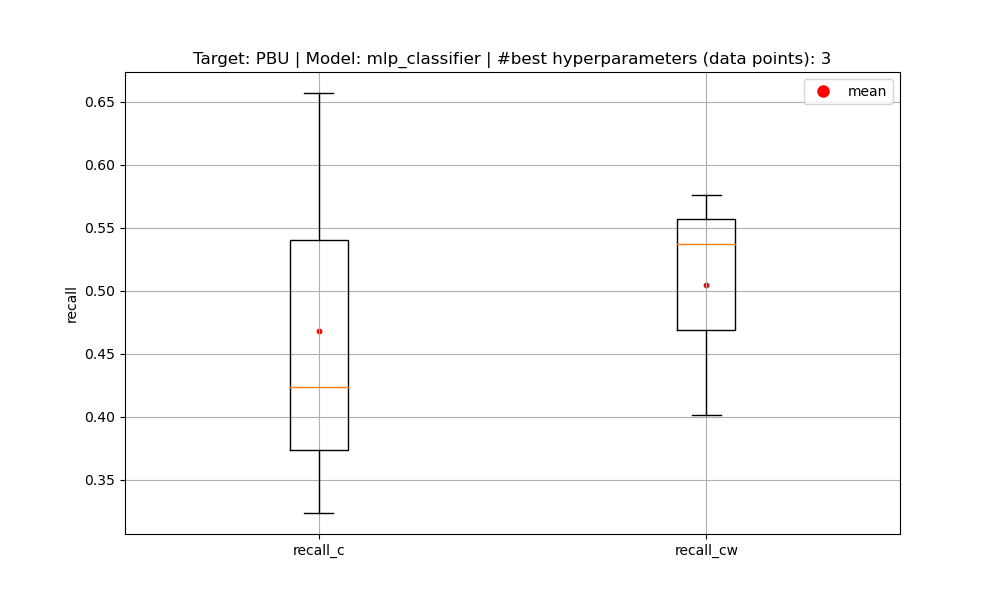 Target: PBU | Model: mlp_classifier | #best hyperparameters (data points): 3
mean
0.65
0.60
0.55
0.50
0.45
0.40
0.35
recall
recall_c
recall_cw